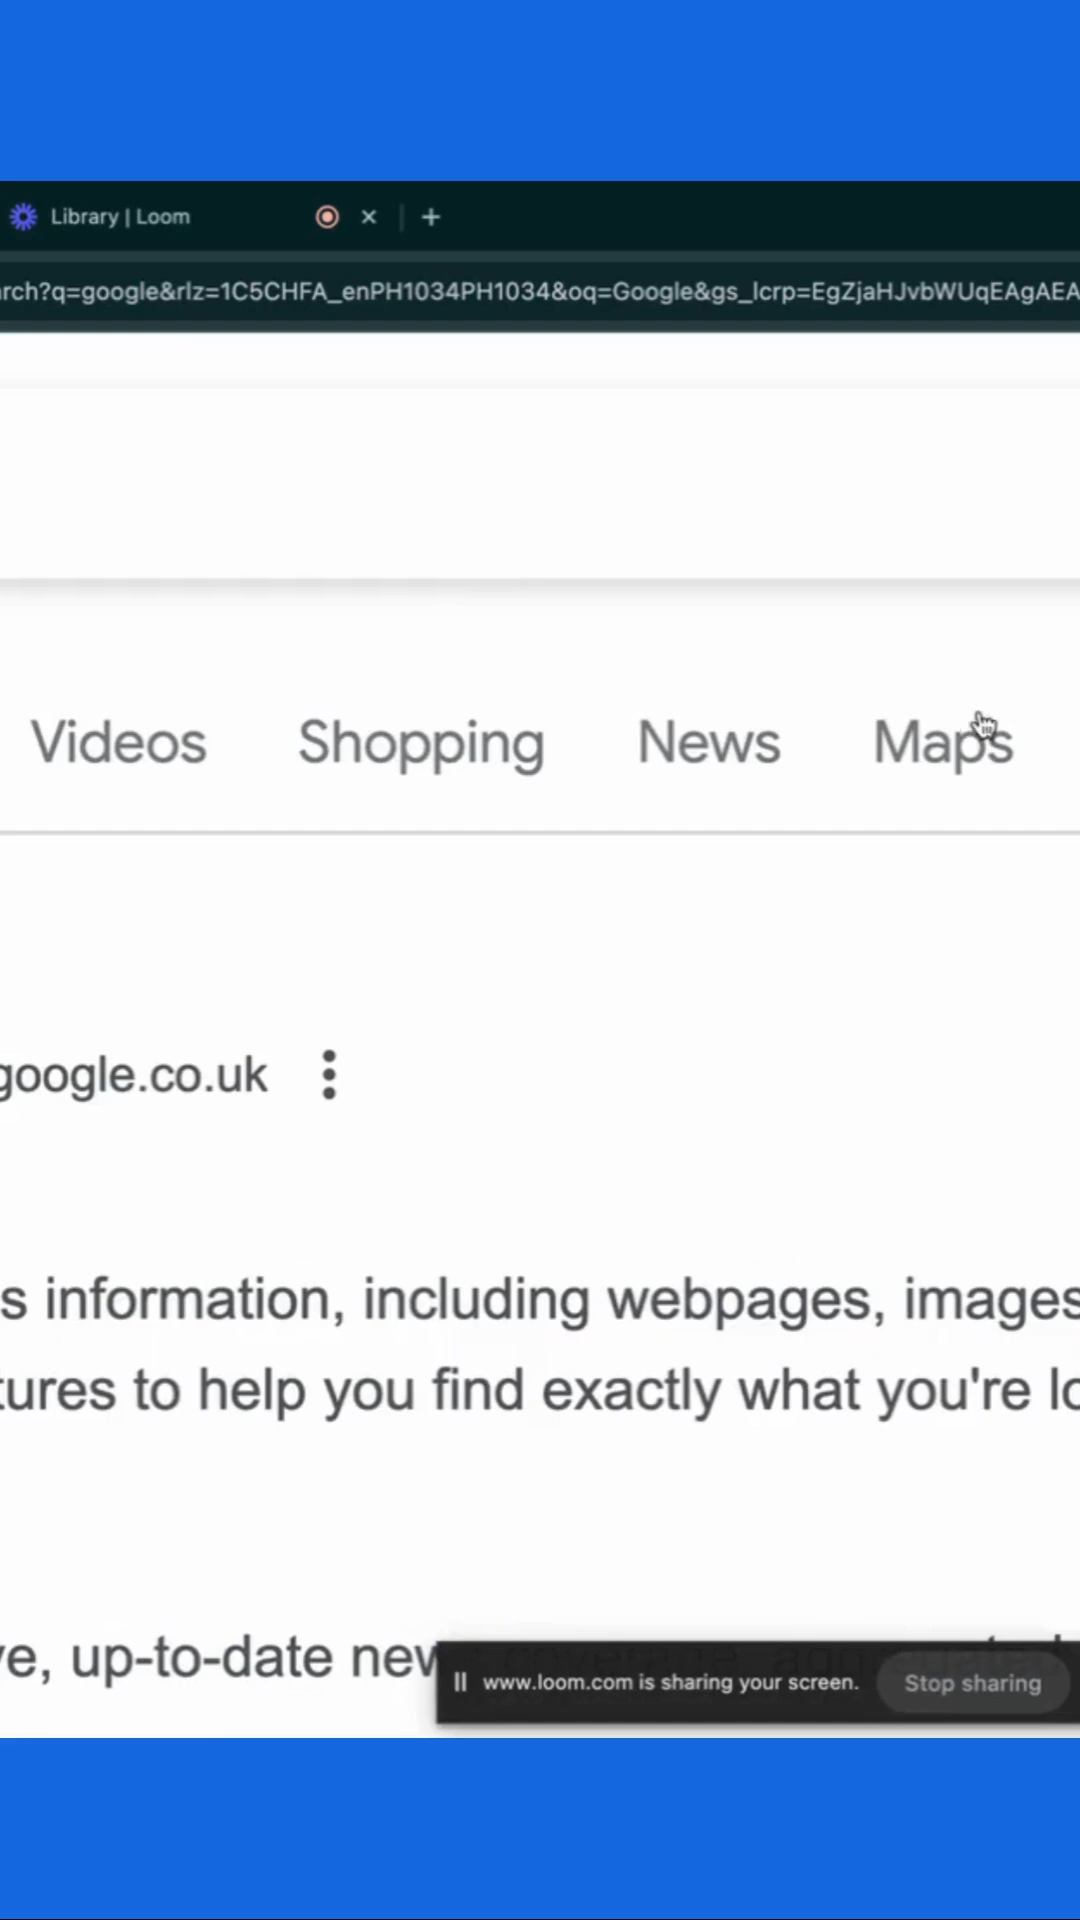 Library | Loom
rch?q=google&rlz=1C5CHFA_enPH1034PH1034&oq=Google&gs_lcrp=EgZjaHJvbWUqEAgAEA
Videos Shopping News Maps
google.co.uk
s information, including webpages, images
tures to help you find exactly what you're lo
ve, up-to-date new
www.loom.com is sharing your screen. Stop sharing